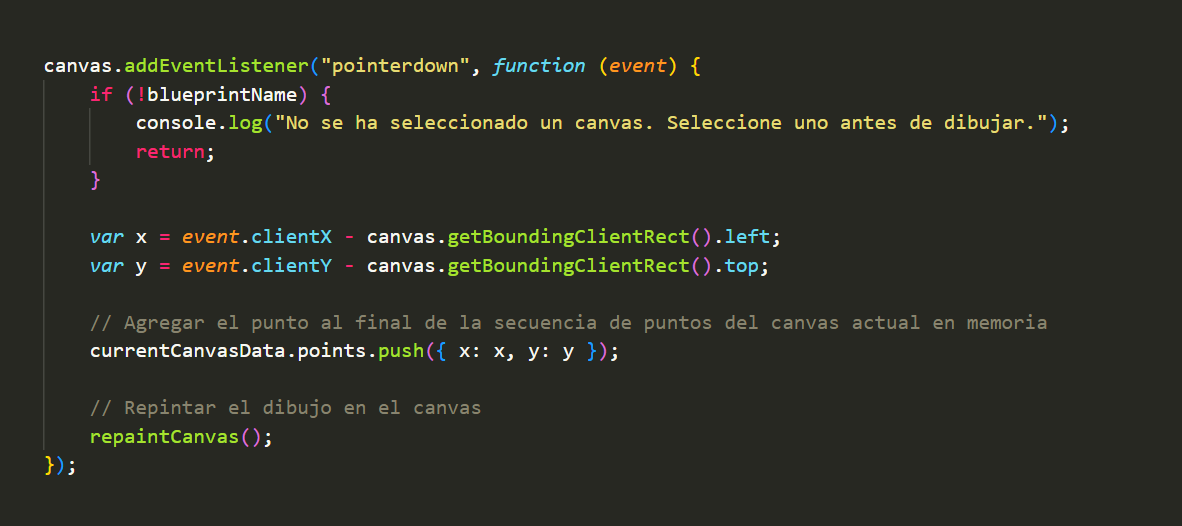 canvas.addEventListener("pointerdown", function (event) {
    if (!blueprintName) {
        console.log("No se ha seleccionado un canvas. Seleccione uno antes de dibujar.");
        return;
    }
    var x = event.clientX - canvas.getBoundingClientRect().left;
    var y = event.clientY - canvas.getBoundingClientRect().top;
    // Agregar el punto al final de la secuencia de puntos del canvas actual en memoria
    currentCanvasData.points.push({ x: x, y: y });
    // Repintar el dibujo en el canvas
    repaintCanvas();
});